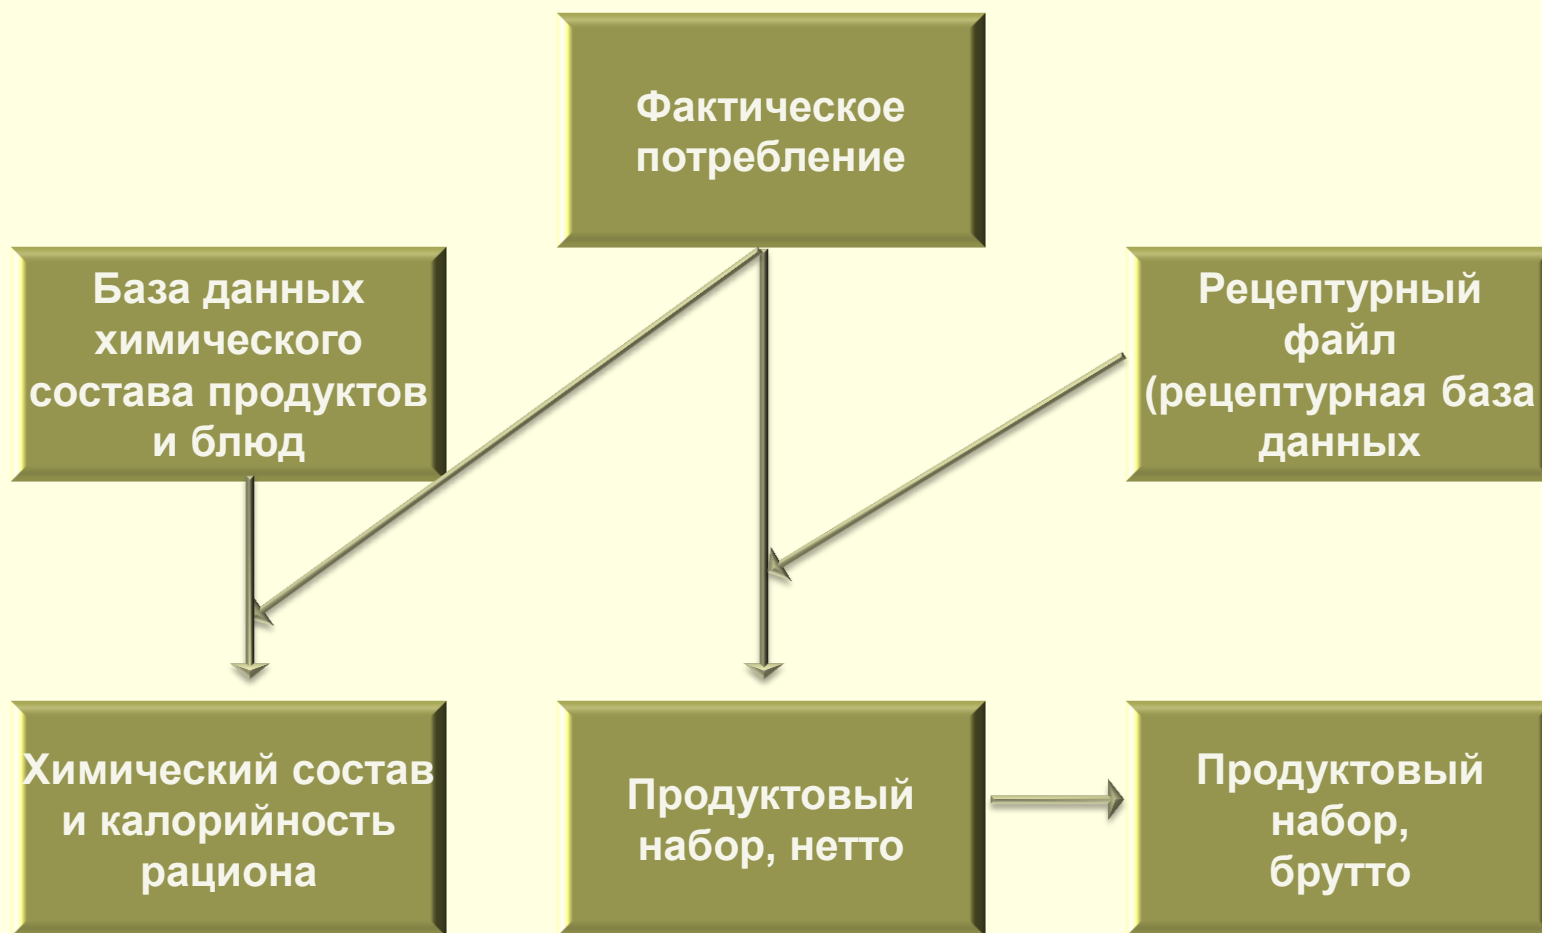 Фактическое
потребление
База данных
химического
состава продуктов
и блюд
Рецептурный
файл
(рецептурная база
данных
Химический состав
и калорийность
рациона
Продуктовый
набор, нетто
Продуктовый
набор,
брутто